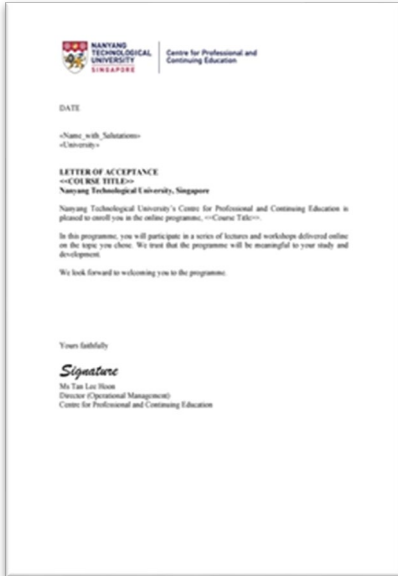 NANYANG
TECHNOLOGICAL
UNIVERSITY
SINGAPORE
Centre for Professional and
Continuing Education
DATE
«Name_with_Salutations»
«University»
LETTER OF ACCEPTANCE
<<COURSE TITLE>>
Nanyang Technological University, Singapore
Nanyang Technological University's Centre for Professional and Continuing Education is
pleased to enroll you in the online programme, <<Course Title>>.
In this programme, you will participate in a series of lectures and workshops delivered online
on the topic you chose. We trust that the programme will be meaningful to your study and
development.
We look forward to welcoming you to the programme.
Yours faithfully
Signature
Ms Tan Lee Hoon
Director (Operational Management)
Centre for Professional and Continuing Education